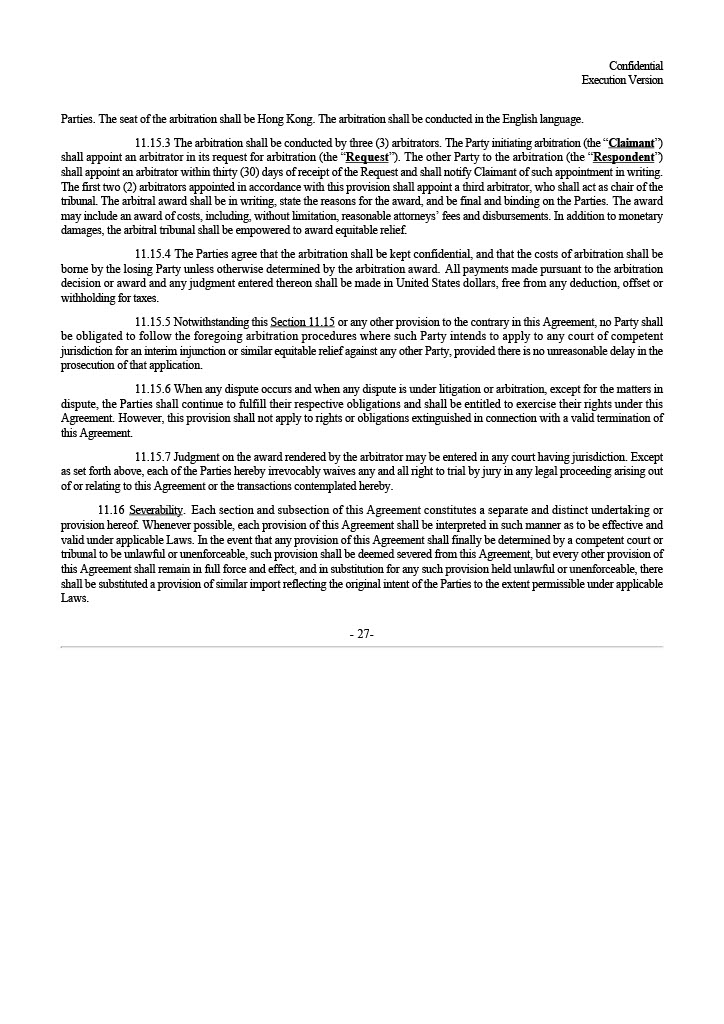 Confidential
Execution Version
Parties. The seat of the arbitration shall be Hong Kong. The arbitration shall be conducted in the English language.
11.15.3 The arbitration shall be conducted by three (3) arbitrators. The Party initiating arbitration (the “Claimant”)
shall appoint an arbitrator in its request for arbitration (the “Request”). The other Party to the arbitration (the “Respondent”)
shall appoint an arbitrator within thirty (30) days of receipt of the Request and shall notify Claimant of such appointment in writing.
The first two (2) arbitrators appointed in accordance with this provision shall appoint a third arbitrator, who shall act as chair of the
tribunal. The arbitral award shall be in writing, state the reasons for the award, and be final and binding on the Parties. The award
may include an award of costs, including, without limitation, reasonable attorneys’ fees and disbursements. In addition to monetary
damages, the arbitral tribunal shall be empowered to award equitable relief.
11.15.4 The Parties agree that the arbitration shall be kept confidential, and that the costs of arbitration shall be
borne by the losing Party unless otherwise determined by the arbitration award. All payments made pursuant to the arbitration
decision or award and any judgment entered thereon shall be made in United States dollars, free from any deduction, offset or
withholding for taxes.
11.15.5 Notwithstanding this Section 11.15 or any other provision to the contrary in this Agreement, no Party shall
be obligated to follow the foregoing arbitration procedures where such Party intends to apply to any court of competent
jurisdiction for an interim injunction or similar equitable relief against any other Party, provided there is no unreasonable delay in the
prosecution of that application.
11.15.6 When any dispute occurs and when any dispute is under litigation or arbitration, except for the matters in
dispute, the Parties shall continue to fulfill their respective obligations and shall be entitled to exercise their rights under this
Agreement. However, this provision shall not apply to rights or obligations extinguished in connection with a valid termination of
this Agreement.
11.15.7 Judgment on the award rendered by the arbitrator may be entered in any court having jurisdiction. Except
as set forth above, each of the Parties hereby irrevocably waives any and all right to trial by jury in any legal proceeding arising out
of or relating to this Agreement or the transactions contemplated hereby.
11.16 Severability. Each section and subsection of this Agreement constitutes a separate and distinct undertaking or
provision hereof. Whenever possible, each provision of this Agreement shall be interpreted in such manner as to be effective and
valid under applicable Laws. In the event that any provision of this Agreement shall finally be determined by a competent court or
tribunal to be unlawful or unenforceable, such provision shall be deemed severed from this Agreement, but every other provision of
this Agreement shall remain in full force and effect, and in substitution for any such provision held unlawful or unenforceable, there
shall be substituted a provision of similar import reflecting the original intent of the Parties to the extent permissible under applicable
Laws.
- 27-